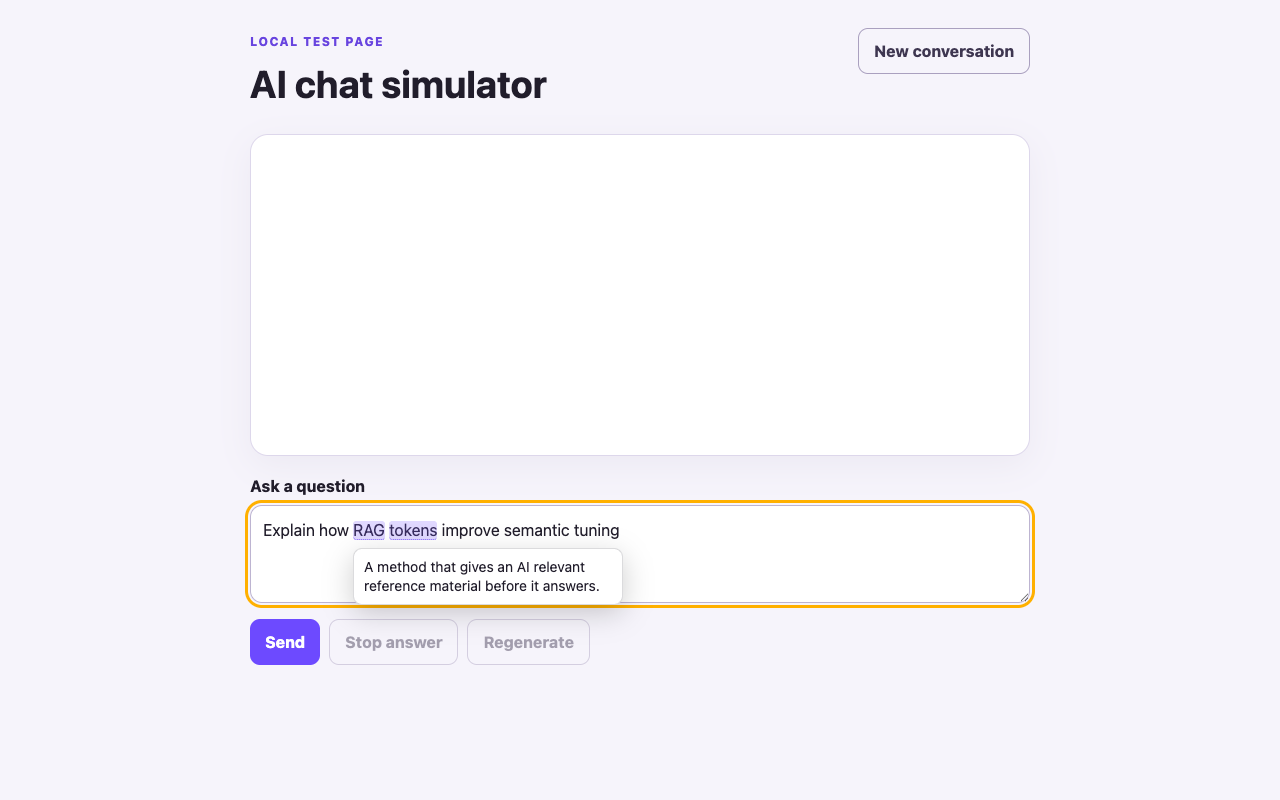 LOCAL TEST PAGE
AI chat simulator
New conversation
Ask a question
Explain how RAG tokens improve semantic tuning
A method that gives an AI relevant
reference material before it answers.
Send
Stop answer
Regenerate